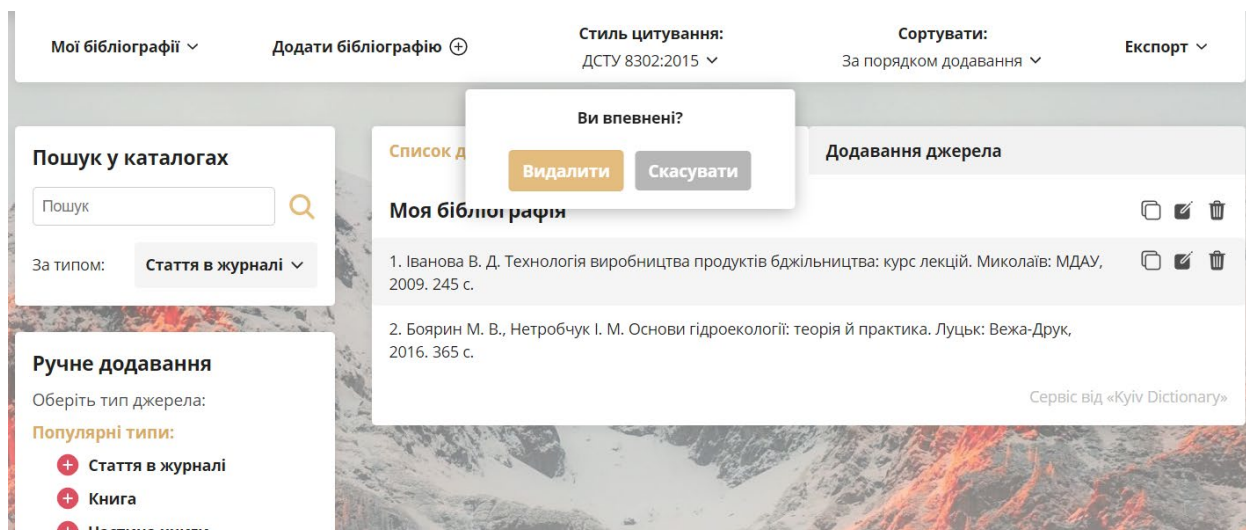 Мої бібліографії
Додати бібліографію
Стиль цитування:
ДСТУ 8302:2015
Сортувати:
За порядком додавання
Експорт
Ви впевнені?
Видалити
Скасувати
Пошук у каталогах
Пошук
За типом:
Стаття в журналі
Ручне додавання
Оберіть тип джерела:
Популярні типи:
Стаття в журналі
Книга
Список д
Додавання джерела
Моя бібліографія
1. Іванова В. Д. Технологія виробництва продуктів бджільництва: курс лекцій. Миколаїв: МДАУ,
2009. 245 с.
2. Боярин М. В., Нетробчук І. М. Основи гідроекології: теорія й практика. Луцьк: Вежа-Друк,
2016. 365 с.
Сервіс від «Kyiv Dictionary»